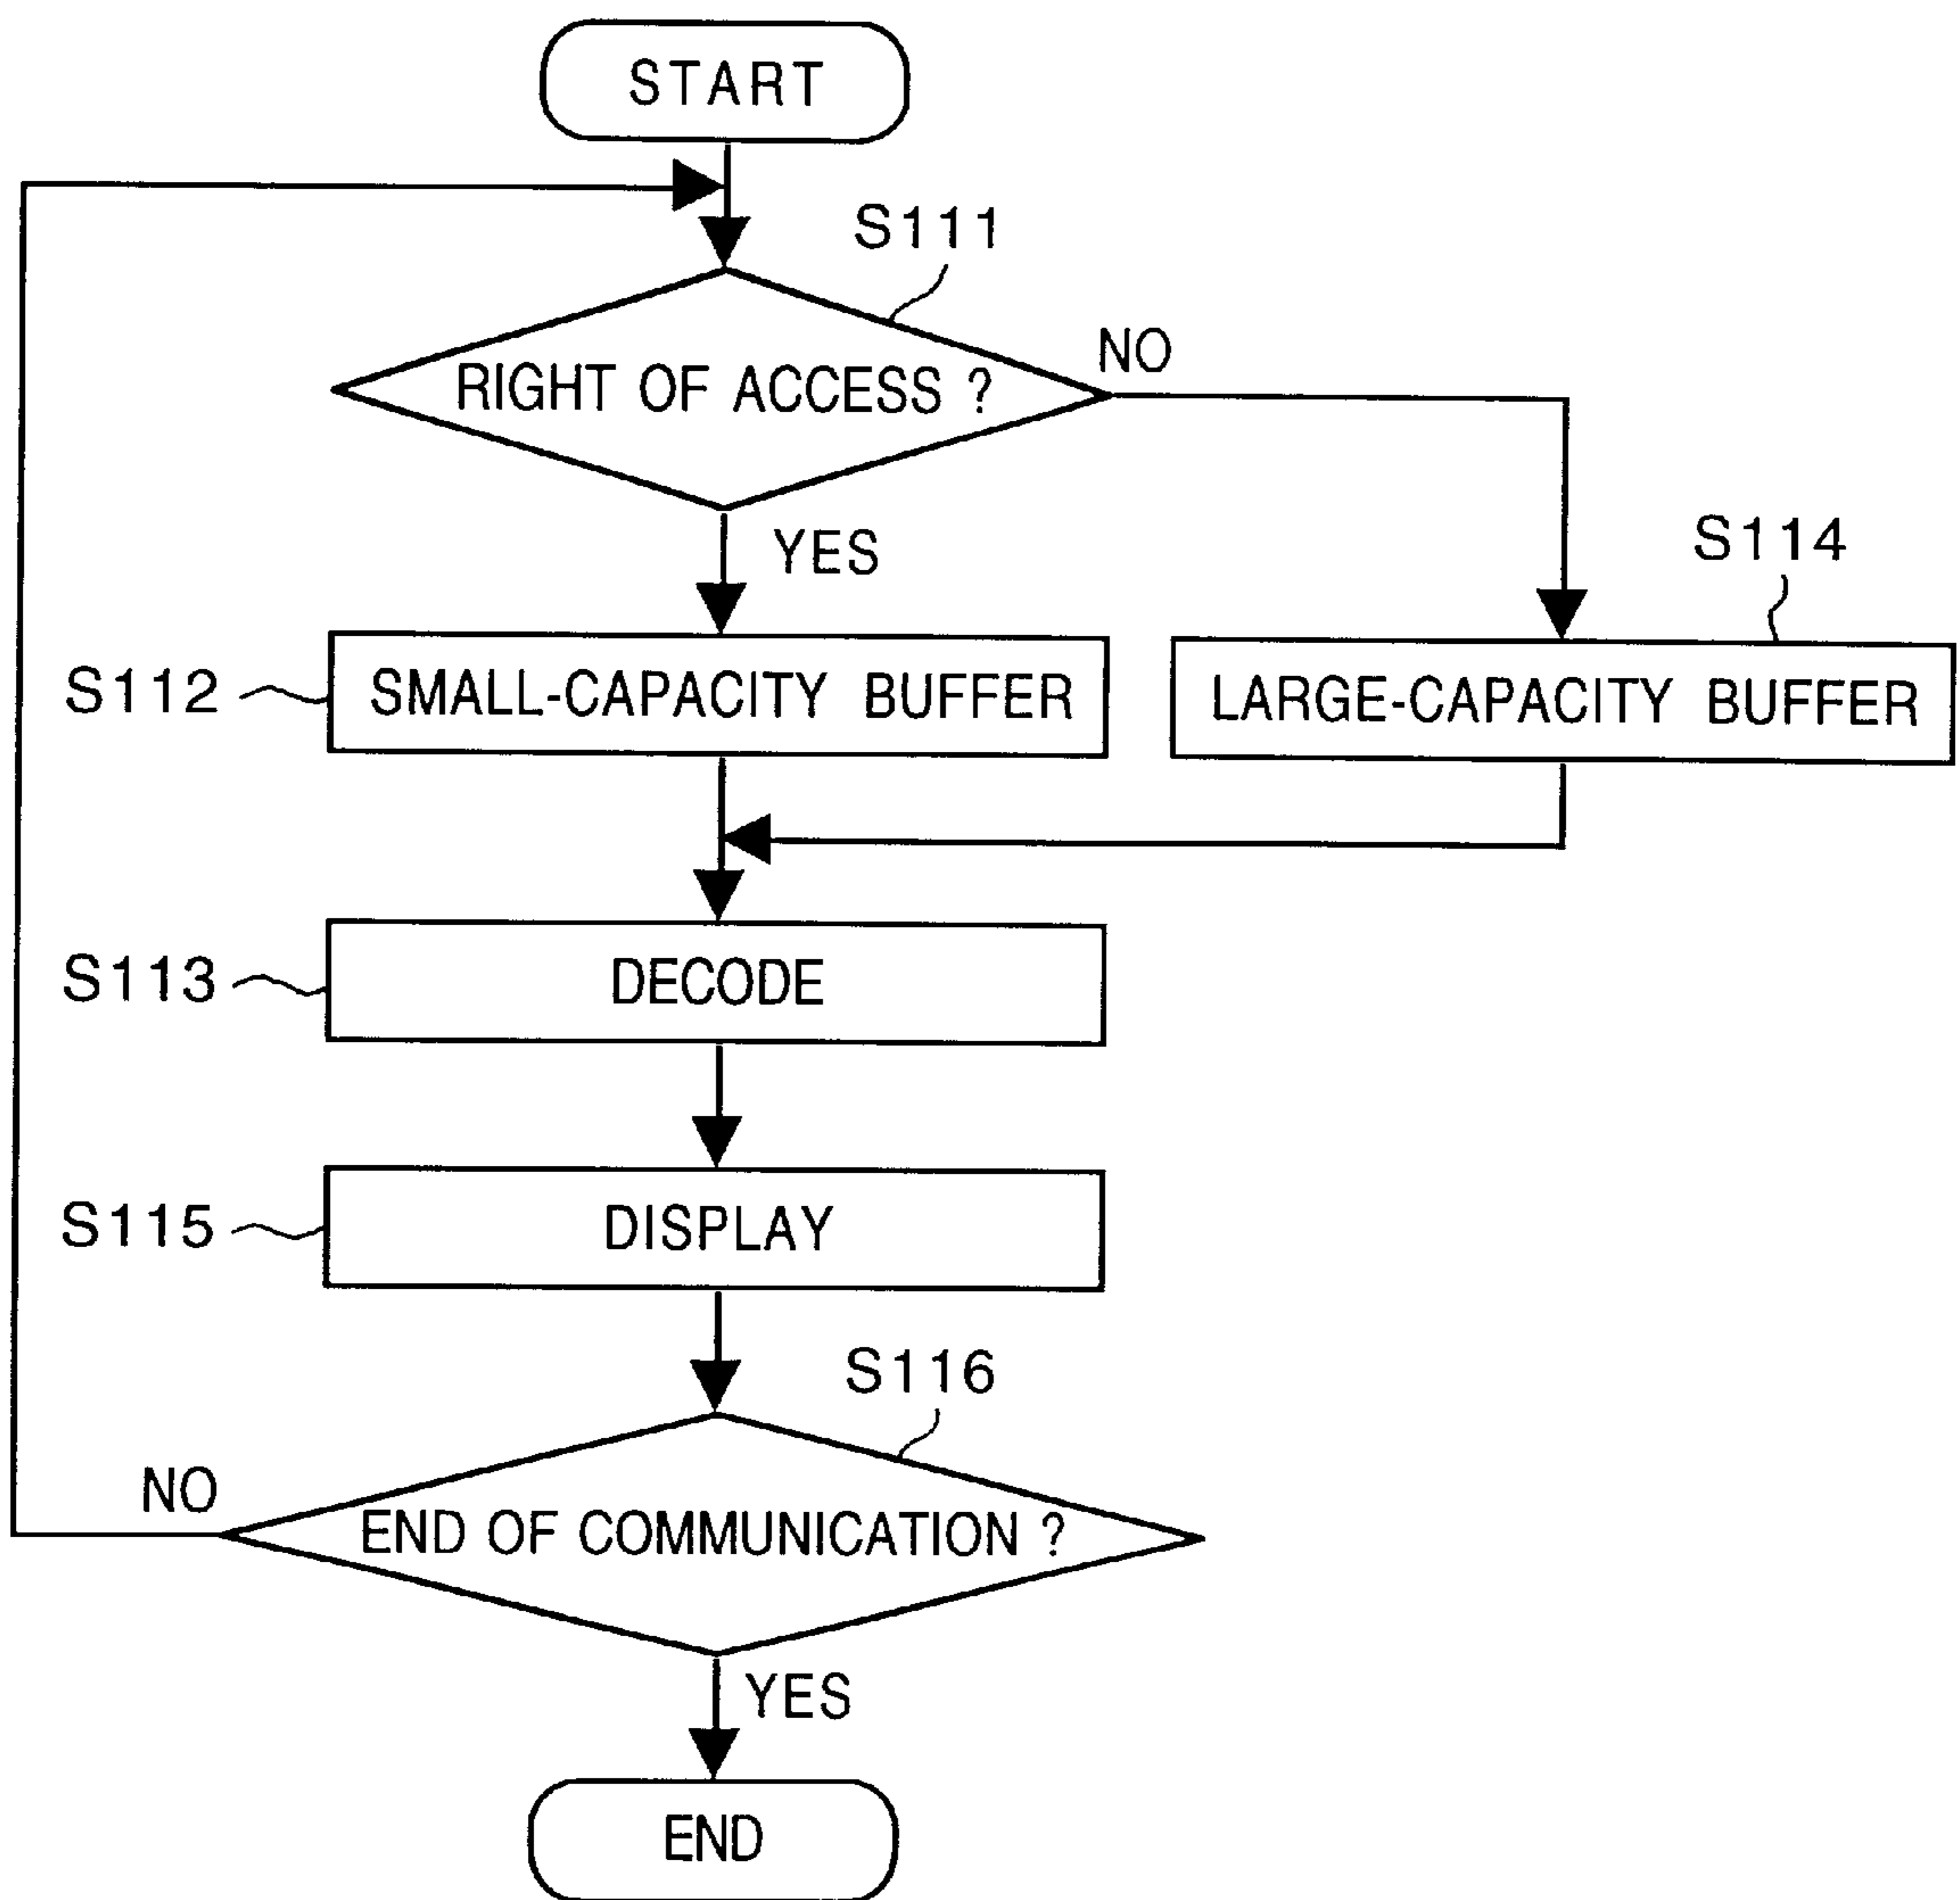 START
S111
RIGHT OF ACCESS ?
NO
YES
S114
S112
SMALL-CAPACITY BUFFER
LARGE-CAPACITY BUFFER
S113
DECODE
S115
DISPLAY
S116
NO
END OF COMMUNICATION ?
YES
END